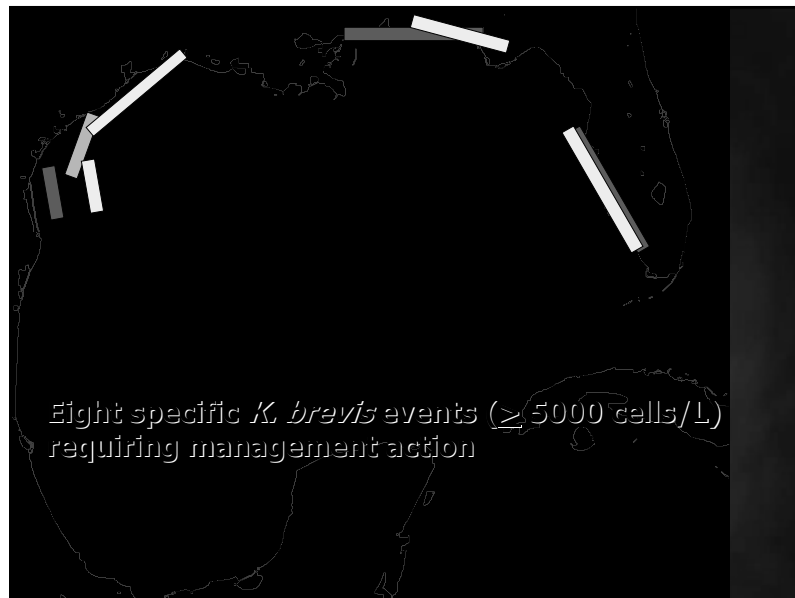 Eight specific K. brevis events (≥ 5000 cells/L)
requiring management action